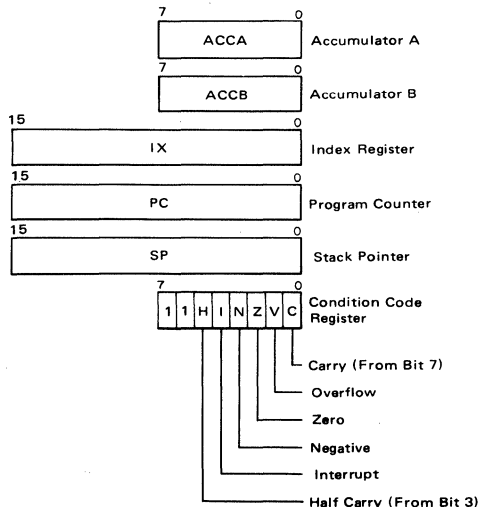 7 0
ACCA Accumulator A
7 0
ACCB Accumulator B
15 0
IX Index Register
15 0
PC Program Counter
15 0
SP Stack Pointer
7 0
1 1 H I N Z V C Condition Code
Register
Carry (From Bit 7)
Overflow
Zero
Negative
Interrupt
Half Carry (From Bit 3)